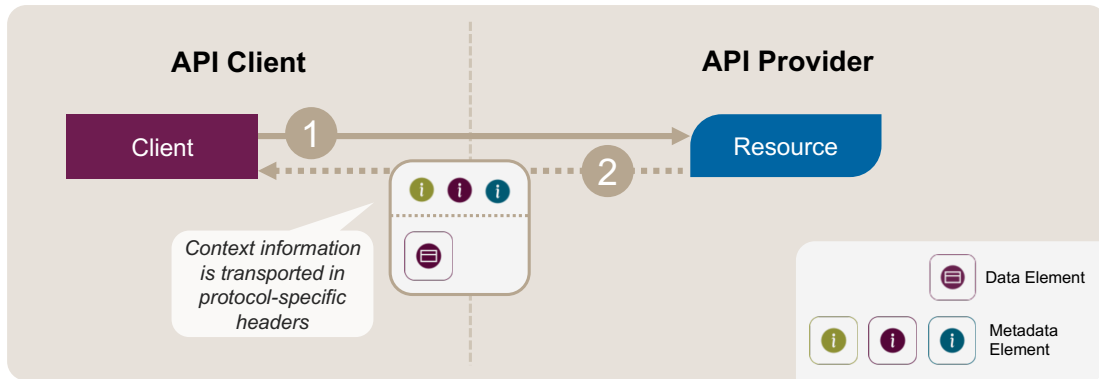 API Client
API Provider
Client
1
Resource
2
i i i
Context information
is transported in
protocol-specific
headers
Data Element
i i i
Metadata
Element